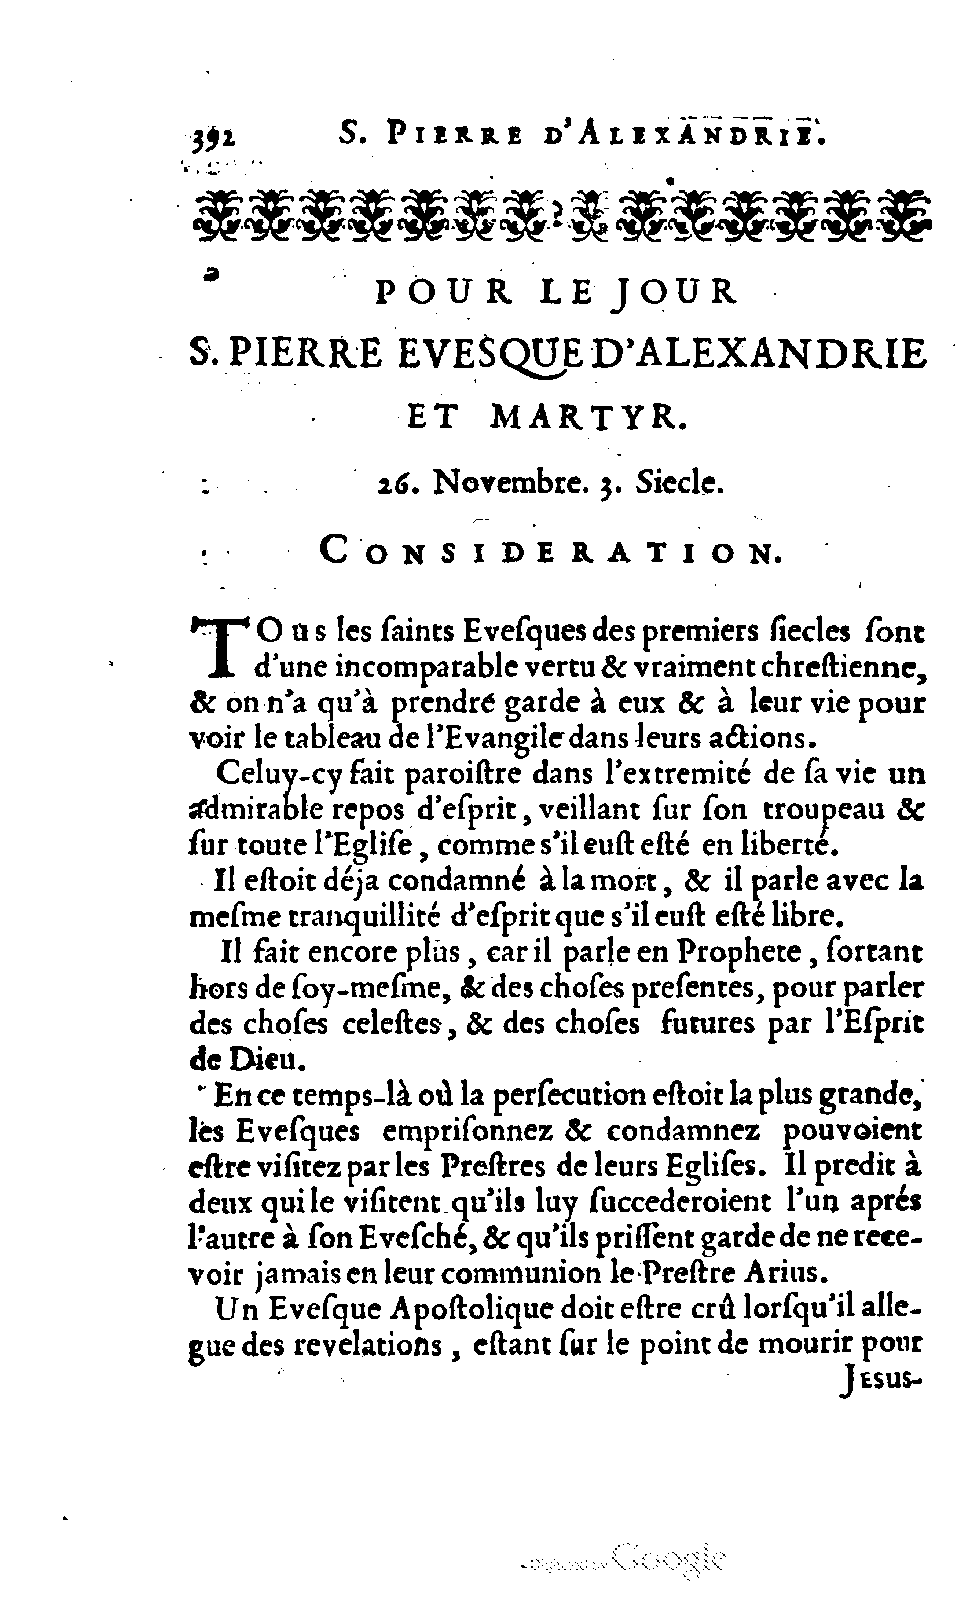 392 S. PIERRE D'ALEXANDRIE.
POUR LE JOUR
S. PIERRE EVESQUE D'ALEXANDRIE
ET MARTYR.
26. Novembre. 3. Siecle.
CONSIDERATION.
TOus les ſaints Eveſques des premiers ſiecles ſont
d'une incomparable vertu & vraiment chreſtienne,
& on n'a qu'à prendre garde à eux & à leur vie pour
voir le tableau de l'Evangile dans leurs actions.
Celuy-cy fait paroiſtre dans l'extremité de ſa vie un
admirable repos d'eſprit, veillant ſur ſon troupeau &
ſur toute l'Egliſe, comme s'il euſt eſté en liberté.
Il eſtoit déja condamné à la mort, & il parle avec la
meſme tranquillité d'eſprit que s'il euſt eſté libre.
Il fait encore plus, car il parle en Prophete, ſortant
hors de ſoy-meſme, & des choſes preſentes, pour parler
des choſes celeſtes, & des choſes futures par l'Eſprit
de Dieu.
En ce temps-là où la perſecution eſtoit la plus grande,
les Eveſques empriſonnez & condamnez pouvoient
eſtre viſitez par les Preſtres de leurs Egliſes. Il predit à
deux qui le viſitent qu'ils luy ſuccederoient l'un aprés
l'autre à ſon Eveſché, & qu'ils priſſent garde de ne rece-
voir jamais en leur communion le Preſtre Arius.
Un Eveſque Apoſtolique doit eſtre crû lorſqu'il alle-
gue des revelations, eſtant ſur le point de mourir pour
JESUS-
Google